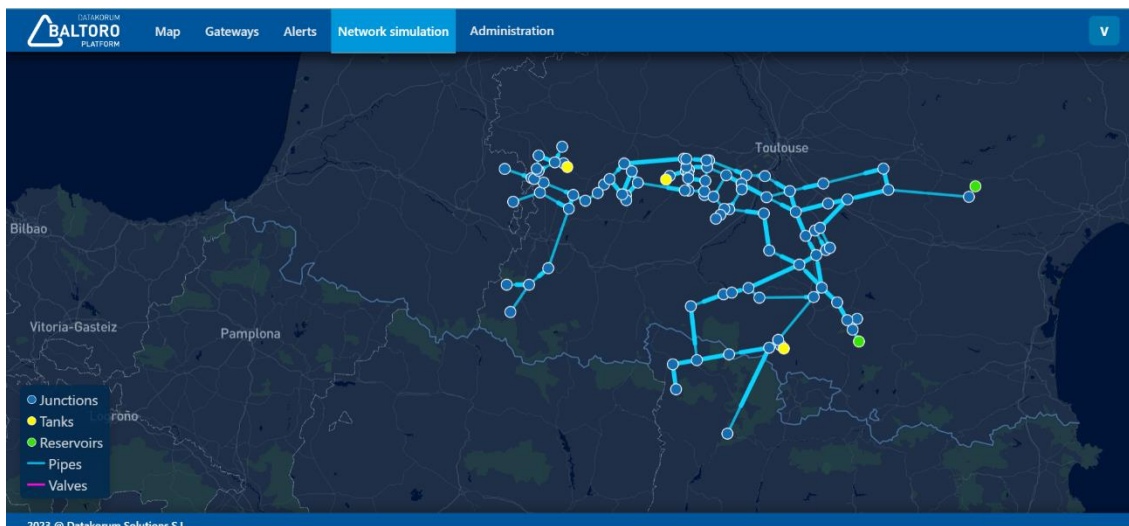 DATAKORUM
BALTORO
PLATFORM
Map Gateways Alerts Network simulation Administration V
Toulouse
Bilbao
Vitoria-Gasteiz
Pamplona
Logroño
Junctions
Tanks
Reservoirs
Pipes
Valves
2023 @ Datakorum Solutions S.L.